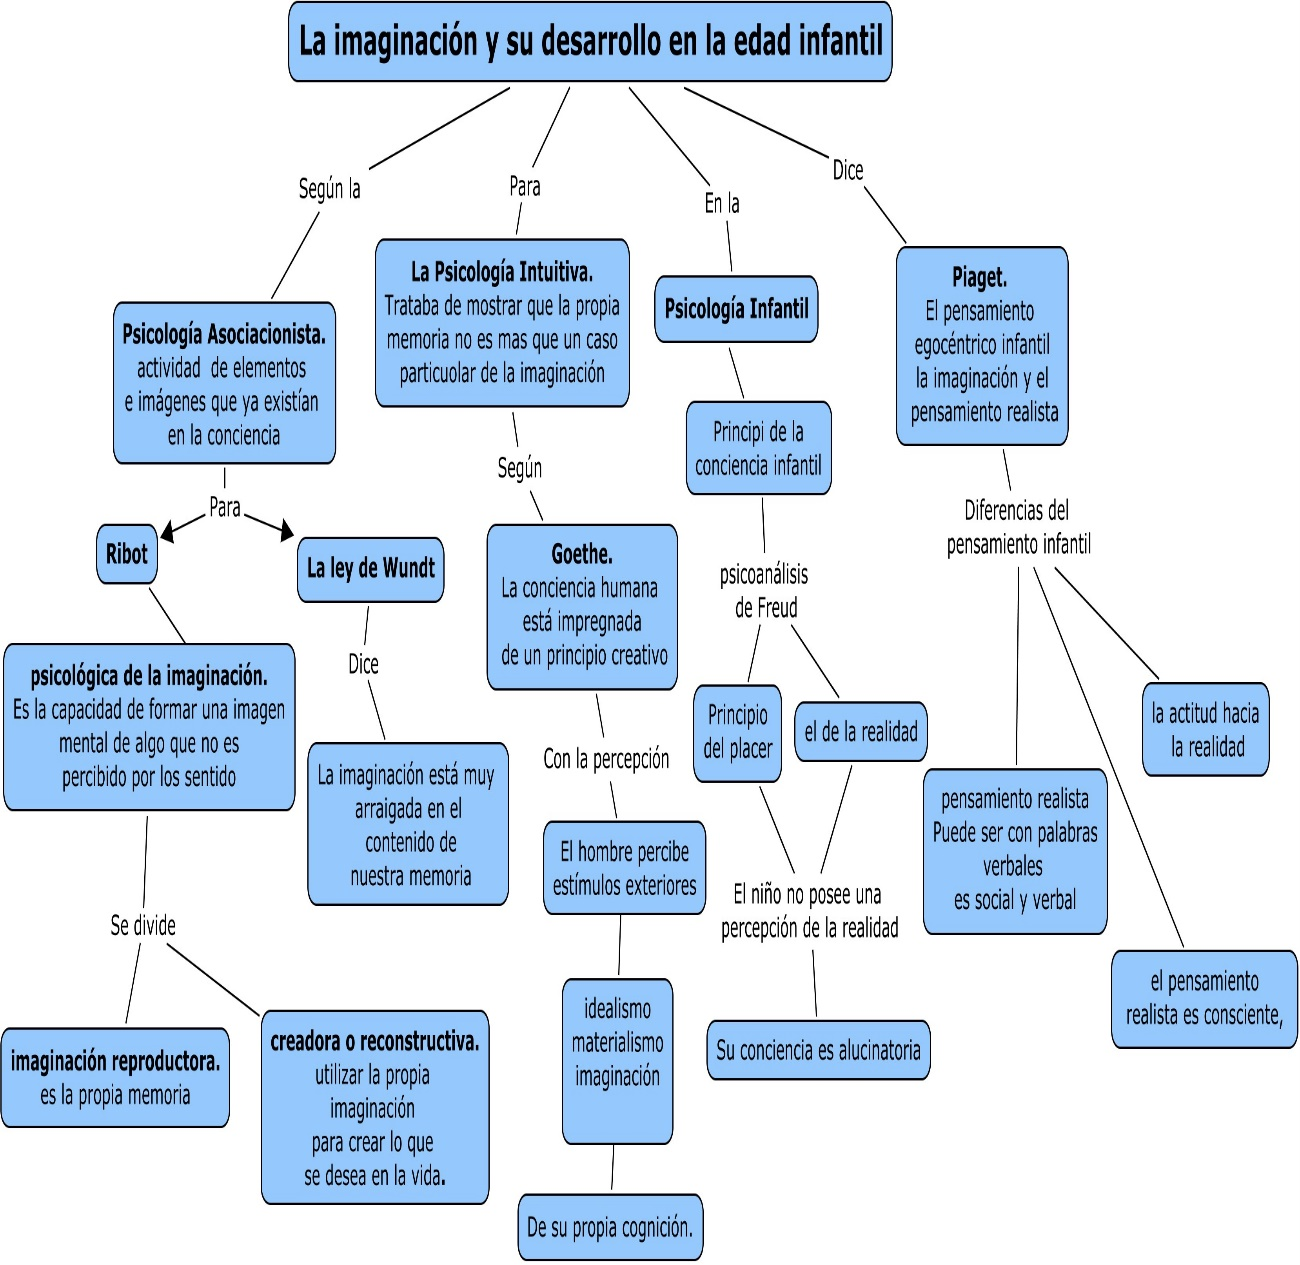 La imaginación y su desarrollo en la edad infantil
Según la
Psicología Asociacionista.
actividad  de elementos
e imágenes que ya existían
en la conciencia
Para
Ribot
psicológica de la imaginación.
Es la capacidad de formar una imagen
mental de algo que no es
percibido por los sentido
Se divide
imaginación reproductora.
es la propia memoria
creadora o reconstructiva.
utilizar la propia
imaginación
para crear lo que
se desea en la vida.
La ley de Wundt
Dice
La imaginación está muy
arraigada en el
contenido de
nuestra memoria
Para
La Psicología Intuitiva.
Trataba de mostrar que la propia
memoria no es mas que un caso
particuolar de la imaginación
Según
Goethe.
La conciencia humana
está impregnada
de un principio creativo
Con la percepción
El hombre percibe
estímulos exteriores
idealismo
materialismo
imaginación
De su propia cognición.
En la
Psicología Infantil
Principi de la
conciencia infantil
psicoanálisis
de Freud
Principio
del placer
el de la realidad
El niño no posee una
percepción de la realidad
Su conciencia es alucinatoria
Dice
Piaget.
El pensamiento
egocéntrico infantil
la imaginación y el
pensamiento realista
Diferencias del
pensamiento infantil
pensamiento realista
Puede ser con palabras
verbales
es social y verbal
el pensamiento
realista es consciente,
la actitud hacia
la realidad